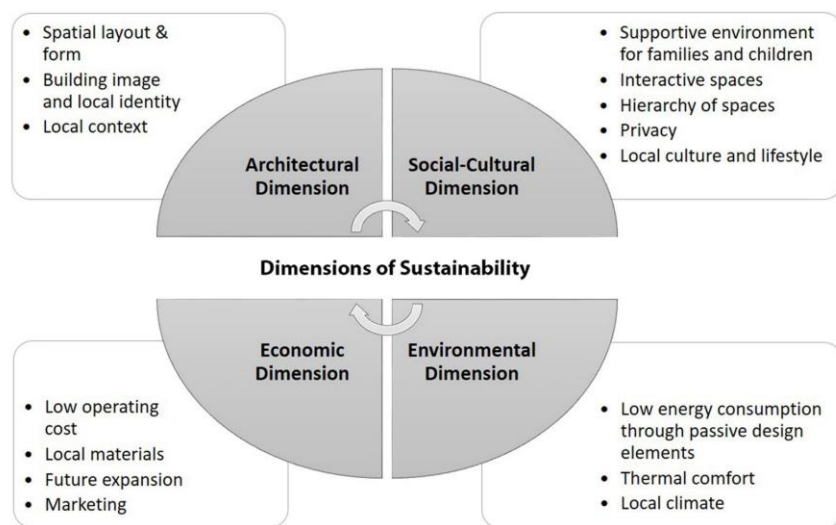 • Spatial layout &
form
• Building image
and local identity
• Local context
• Supportive environment
for families and children
• Interactive spaces
• Hierarchy of spaces
• Privacy
• Local culture and lifestyle
Architectural
Dimension
Social-Cultural
Dimension
Dimensions of Sustainability
Economic
Dimension
Environmental
Dimension
• Low operating
cost
• Local materials
• Future expansion
• Marketing
• Low energy consumption
through passive design
elements
• Thermal comfort
• Local climate